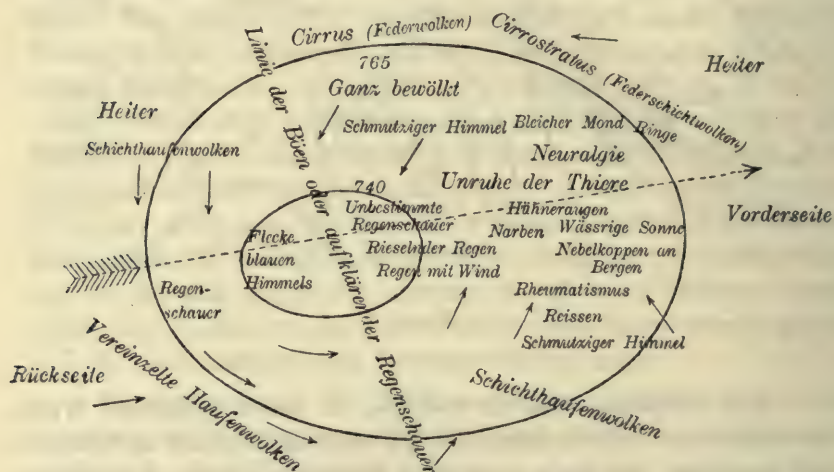 Cirrus (Federwolken)
Cirrostratus (Federschichtwolken)
Heiter
765
Ganz bewölkt
Linie der Böen oder aufklärender Regenschauer
Heiter
Schichthaufenwolken
Schmutziger Himmel
Bleicher Mond Ringe
Neuralgie
Unruhe der Thiere
740
Vorderseite
Unbestimmte
Regenschauer
Rieselnder Regen
Regen mit Wind
Hühneraugen
Narben
Wässrige Sonne
Nebelkoppen an
Bergen
Flecke
blauen
Himmels
Regen-
schauer
Rheumatismus
Reissen
Schmutziger Himmel
Rückseite
Vereinzelte Haufenwolken
Schichthaufenwolken